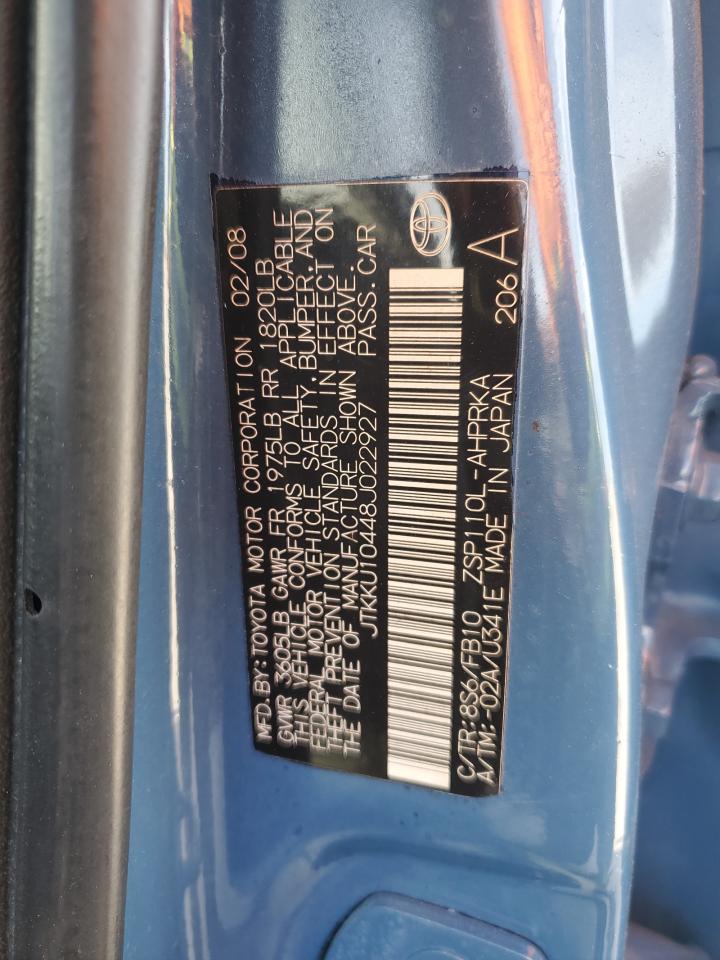 MFD.BY:TOYOTA MOTOR CORPORATION 02/08
GVWR 3605LB GAWR FR 1975LB RR 1820LB
THIS VEHICLE CONFORMS TO ALL APPLICABLE
FEDERAL MOTOR VEHICLE SAFETY,BUMPER,AND
THEFT PREVENTION STANDARDS IN EFFECT ON
THE DATE OF MANUFACTURE SHOWN ABOVE.
JTKKU10448J022927 PASS.CAR
C/TR:8S6/FB10 ZSP110L-AHPRKA
A/TM:-02A/U341E MADE IN JAPAN
206 A